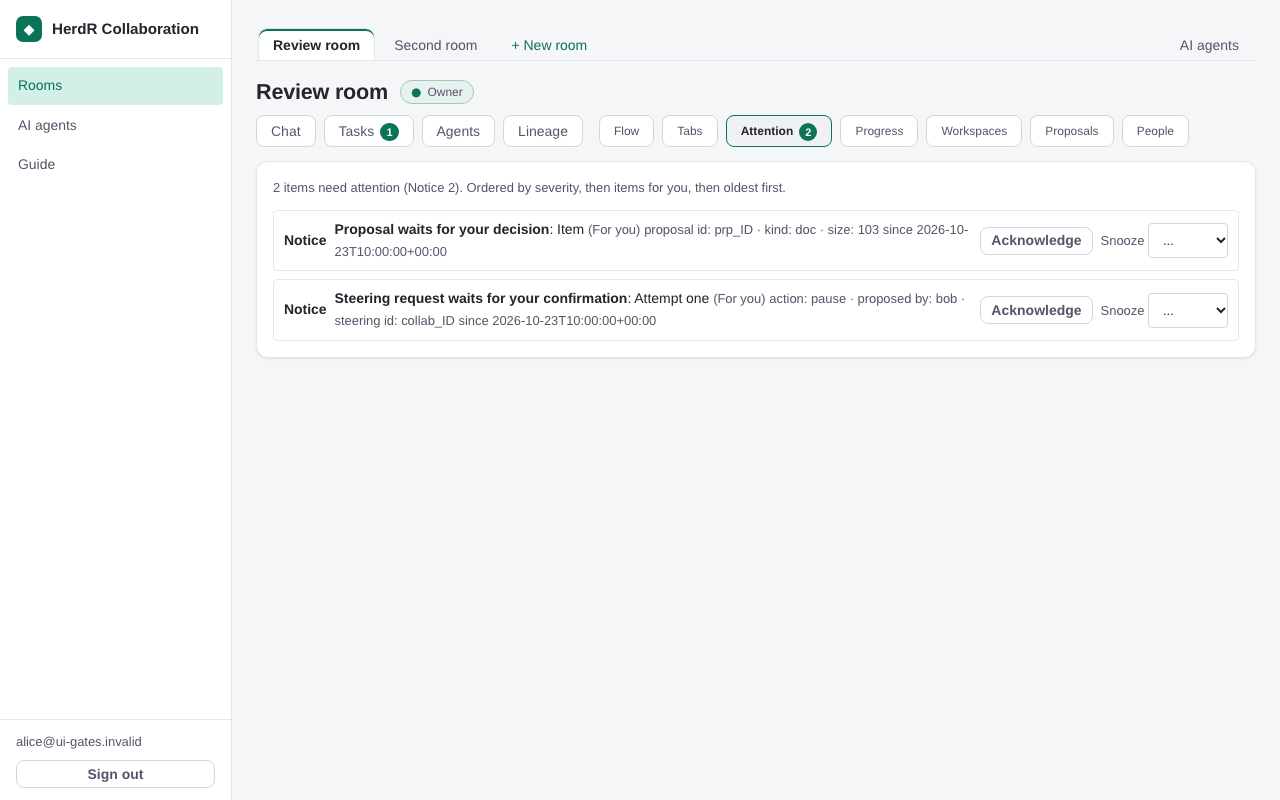 HerdR Collaboration
Rooms
AI agents
Guide
alice@ui-gates.invalid
Sign out
Review room
Second room
+ New room
AI agents
Review room
Owner
Chat
Tasks 1
Agents
Lineage
Flow
Tabs
Attention 2
Progress
Workspaces
Proposals
People
2 items need attention (Notice 2). Ordered by severity, then items for you, then oldest first.
Notice
Proposal waits for your decision: Item (For you) proposal id: prp_ID · kind: doc · size: 103 since 2026-10-
23T10:00:00+00:00
Acknowledge
Snooze
...
Notice
Steering request waits for your confirmation: Attempt one (For you) action: pause · proposed by: bob ·
steering id: collab_ID since 2026-10-23T10:00:00+00:00
Acknowledge
Snooze
...